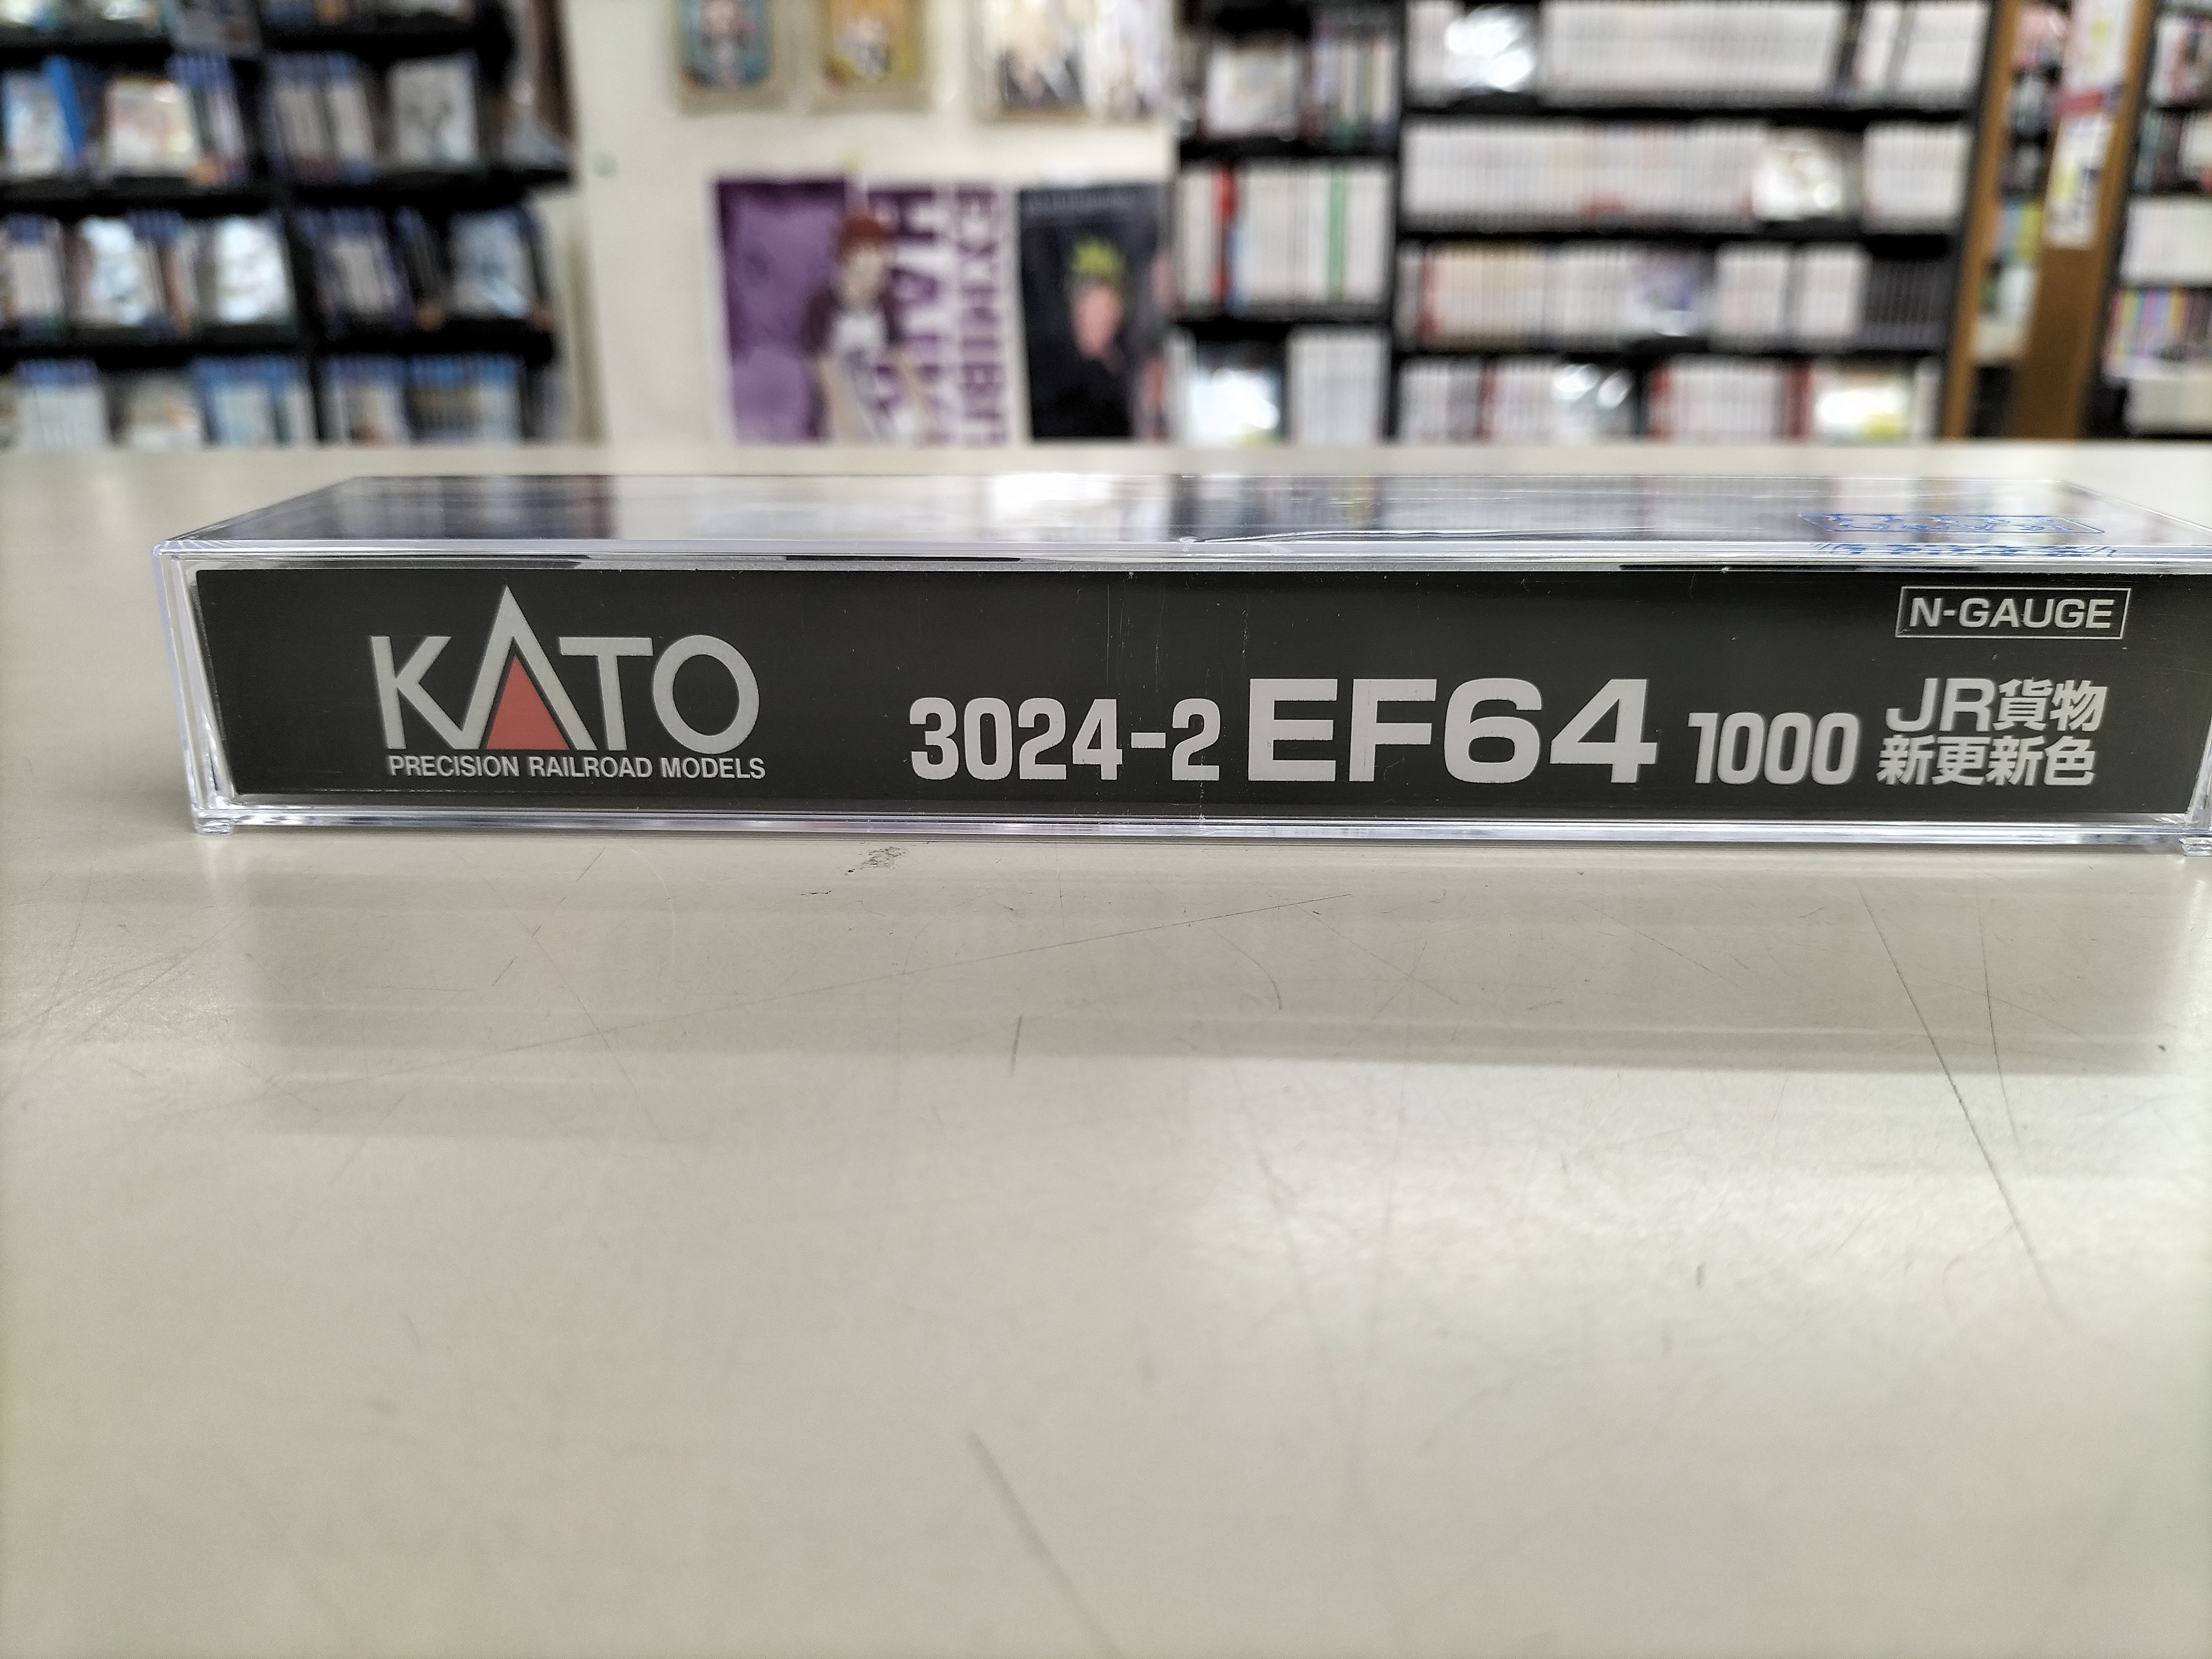 KATO
PRECISION RAILROAD MODELS
3024-2 EF64 1000
JR貨物
新更新色
N-GAUGE